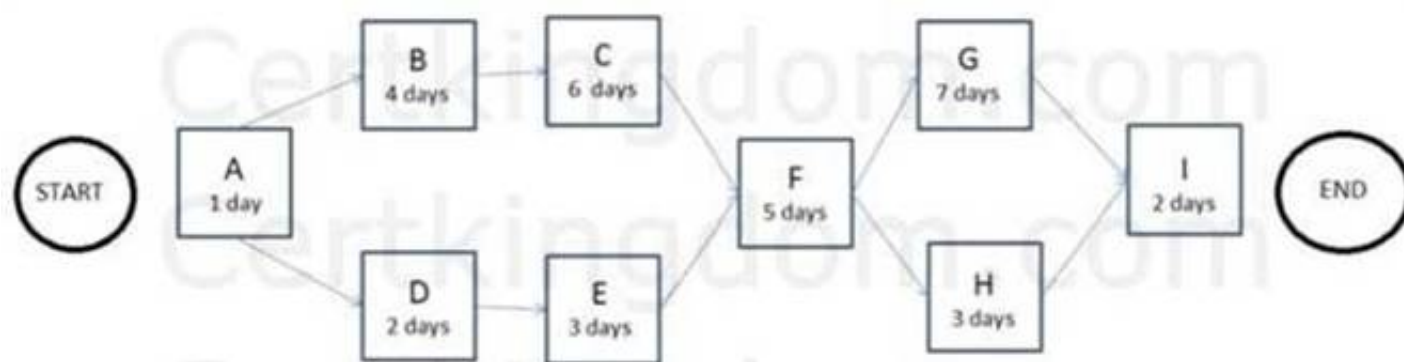 Certkingdom.com
B
4 days
C
6 days
G
7 days
START
A
1 day
F
5 days
I
2 days
END
Certkingdom.com
D
2 days
E
3 days
H
3 days